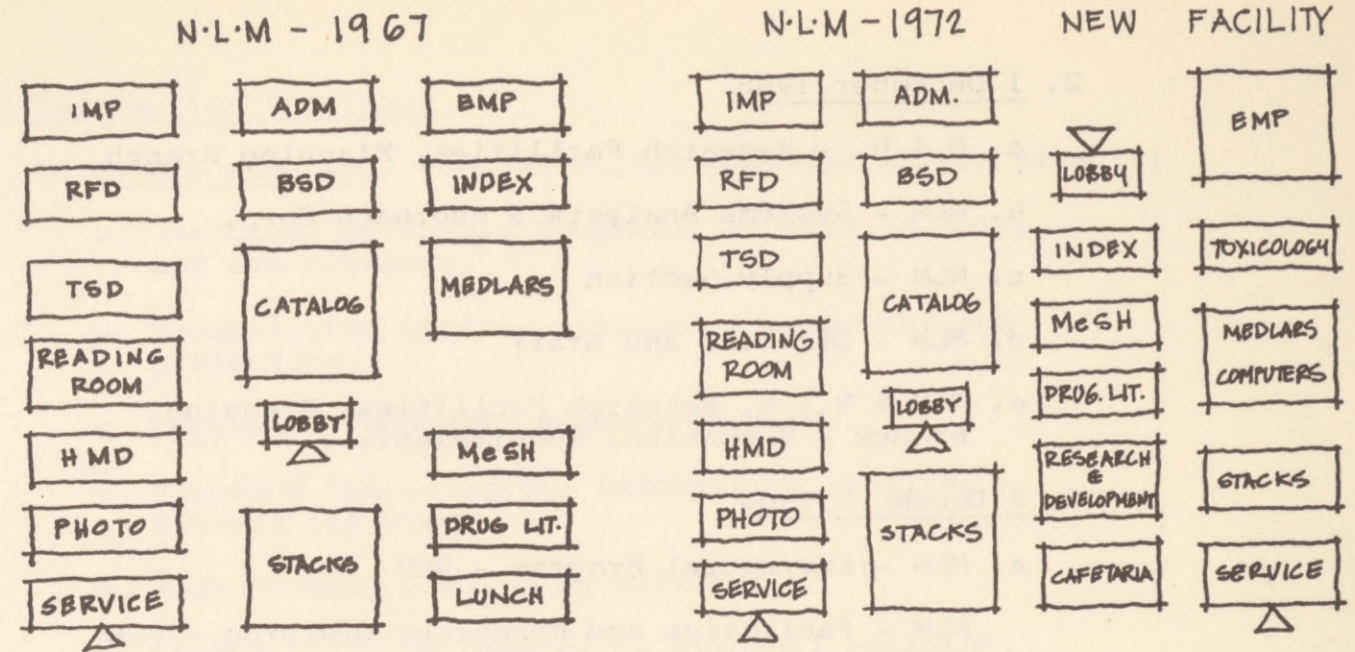 N·L·M - 1967
IMP
RFD
TSD
READING
ROOM
HMD
PHOTO
SERVICE
ADM
BSD
CATALOG
LOBBY
STACKS
EMP
INDEX
MEDLARS
MeSH
DRUG LIT.
LUNCH
N·L·M - 1972
IMP
RFD
TSD
READING
ROOM
HMD
PHOTO
SERVICE
ADM.
BSD
CATALOG
LOBBY
STACKS
NEW FACILITY
LOBBY
INDEX
MeSH
DRUG. LIT.
RESEARCH
&
DEVELOPMENT
CAFETARIA
EMP
TOXICOLOGY
MEDLARS
COMPUTERS
STACKS
SERVICE